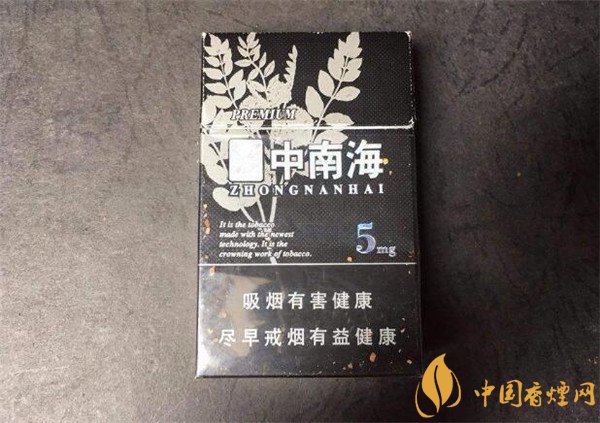 PREMIUM
中南海
ZHONGNANHAI
It is the tobacco
made with the newest
technology. It is the
crowning work of tobacco.
5mg
吸烟有害健康
尽早戒烟有益健康
中国香烟网